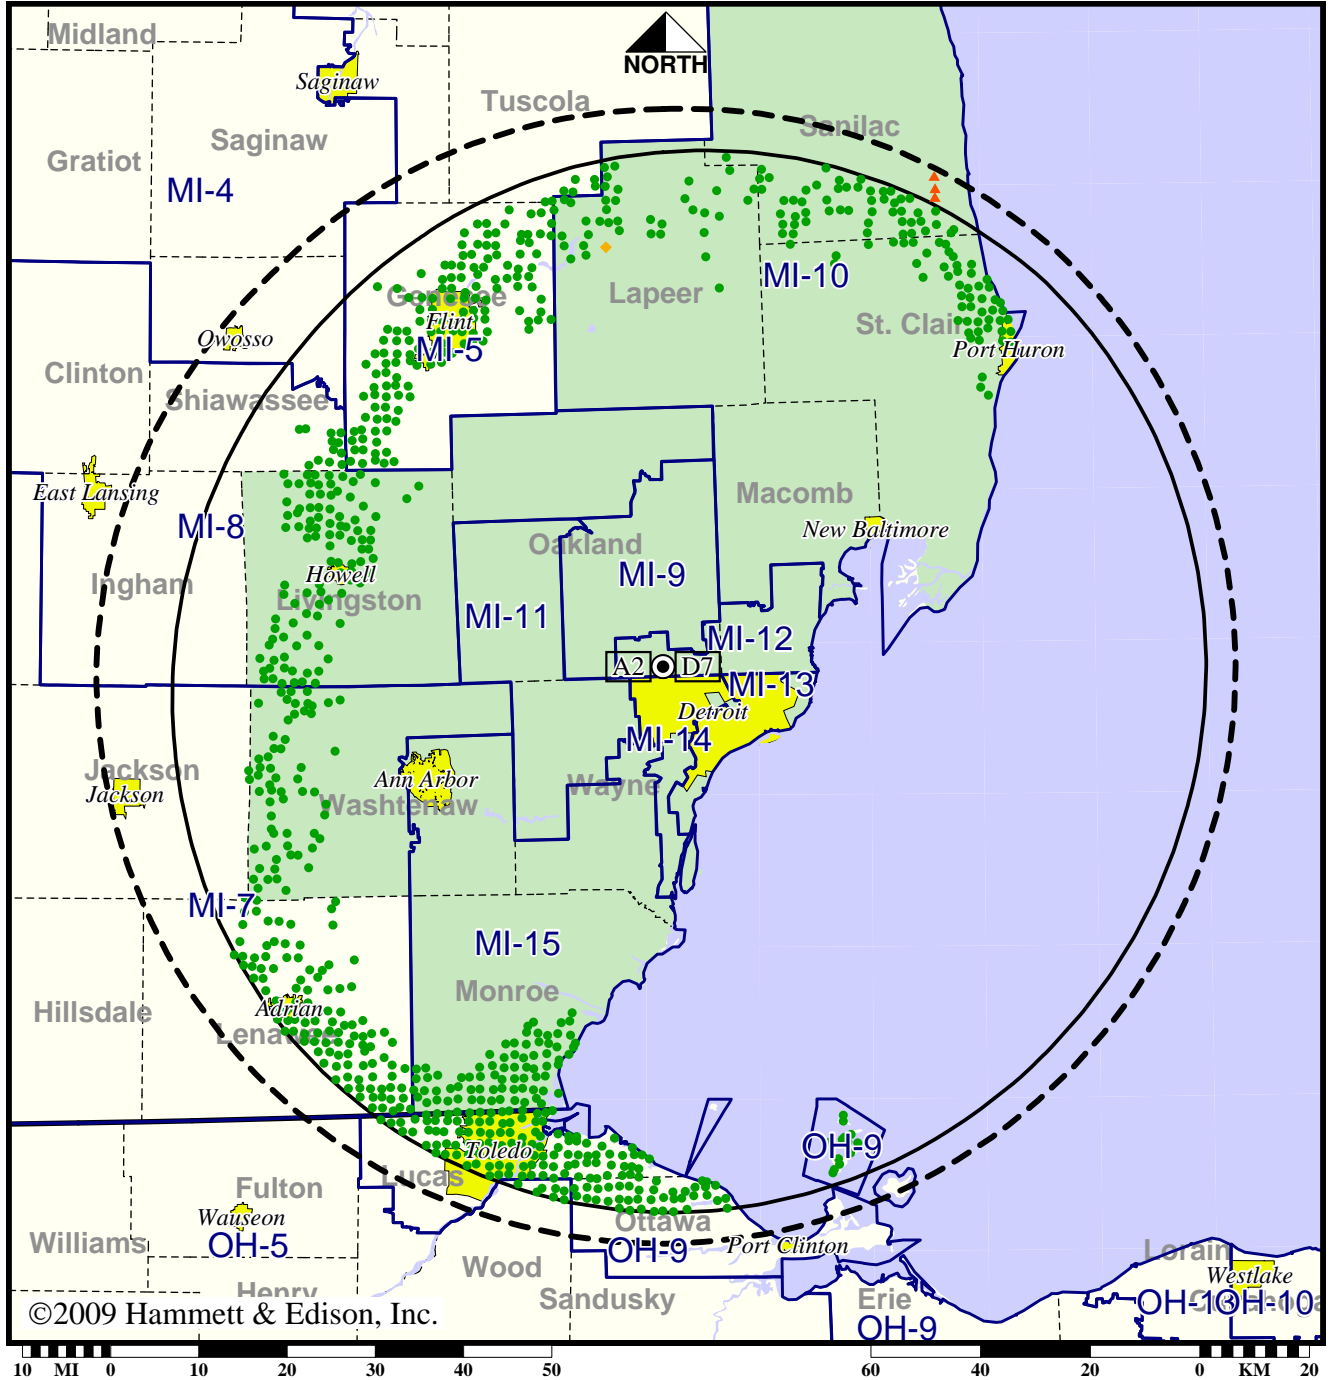 Midland
NORTH
Saginaw
Tuscola
Sanilac
Saginaw
Gratiot
MI-4
MI-10
Genesee
Lapeer
Flint
St. Clair
Owosso
MI-5
Port Huron
Clinton
Shiawassee
East Lansing
Macomb
MI-8
New Baltimore
Oakland
Howell
MI-9
Ingham
Livingston
MI-11
MI-12
A2
D7
MI-13
Detroit
MI-14
Jackson
Jackson
Ann Arbor
Wayne
Washtenaw
MI-7
MI-15
Monroe
Hillsdale
Adrian
Lenawee
OH-9
Toledo
Lucas
Fulton
Wauseon
Ottawa
Williams
OH-5
OH-9
Port Clinton
Lorain
Wood
Westlake
Henry
Sandusky
Erie
OH-10
OH-10
©2009 Hammett & Edison, Inc.
OH-9
10 MI 0 10 20 30 40 50
60 40 20 0 KM 20